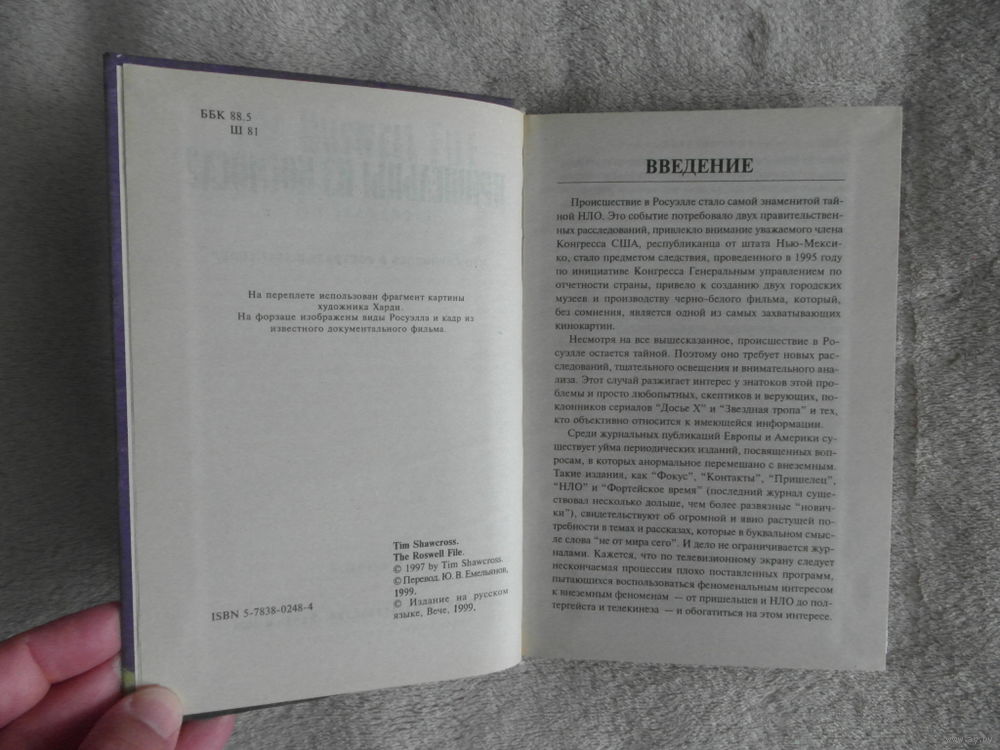 ББК 88.5
Ш 81
На переплете использован фрагмент картины
художника Харди.
На форзаце изображены виды Росуэлла и кадр из
известного документального фильма.
Tim Shawcross.
The Roswell File.
© 1997 by Tim Shawcross.
© Перевод. Ю. В. Емельянов,
1999.
© Издание на русском
языке, Вече, 1999.
ISBN 5-7838-0248-4
ВВЕДЕНИЕ
Происшествие в Росуэлле стало самой знаменитой тай-
ной НЛО. Это событие потребовало двух правительствен-
ных расследований, привлекло внимание уважаемого члена
Конгресса США, республиканца от штата Нью-Мекси-
ко, стало предметом следствия, проведенного в 1995 году
по инициативе Конгресса Генеральным управлением по
отчетности страны, привело к созданию двух городских
музеев и производству черно-белого фильма, который,
без сомнения, является одной из самых захватывающих
кинокартин.
Несмотря на все вышесказанное, происшествие в Ро-
суэлле остается тайной. Поэтому оно требует новых рас-
следований, тщательного освещения и внимательного ана-
лиза. Этот случай разжигает интерес у знатоков этой про-
блемы и просто любопытных, скептиков и верующих, по-
клонников сериалов "Досье X" и "Звездная тропа" и тех,
кто объективно относится к имеющейся информации.
Среди журнальных публикаций Европы и Америки су-
ществует уйма периодических изданий, посвященных воп-
росам, в которых анормальное перемешано с внеземным.
Такие издания, как "Фокус", "Контакты", "Пришелец",
"НЛО" и "Фортейское время" (последний журнал суще-
ствовал несколько дольше, чем более развязные "нович-
ки"), свидетельствуют об огромной и явно растущей по-
требности в темах и рассказах, которые в буквальном смыс-
ле слова "не от мира сего". И дело не ограничивается жур-
налами. Кажется, что по телевизионному экрану следует
нескончаемая процессия плохо поставленных программ,
пытающихся воспользоваться феноменальным интересом
к внеземным феноменам — от пришельцев и НЛО до пол-
тергейста и телекинеза — и обогатиться на этом интересе.